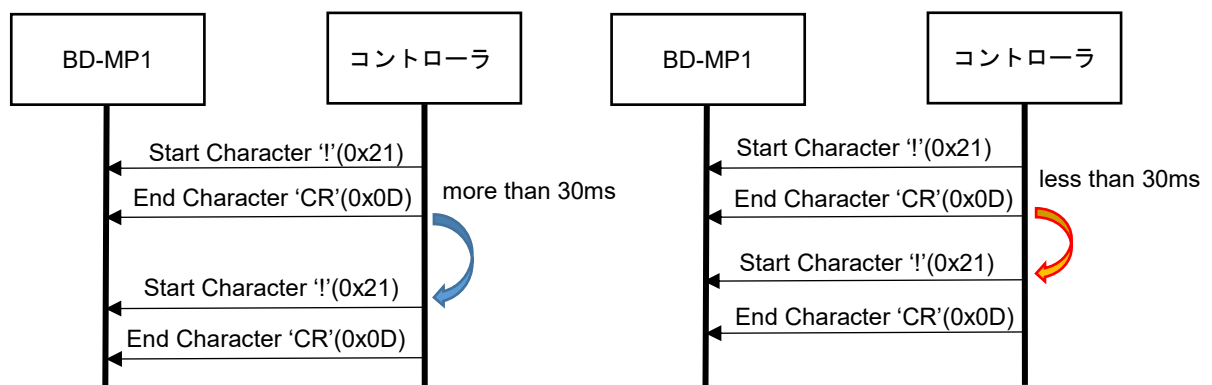 BD-MP1
コントローラ
Start Character ‘!’(0x21)
End Character ‘CR’(0x0D)
more than 30ms
Start Character ‘!’(0x21)
End Character ‘CR’(0x0D)
BD-MP1
コントローラ
Start Character ‘!’(0x21)
less than 30ms
End Character ‘CR’(0x0D)
Start Character ‘!’(0x21)
End Character ‘CR’(0x0D)